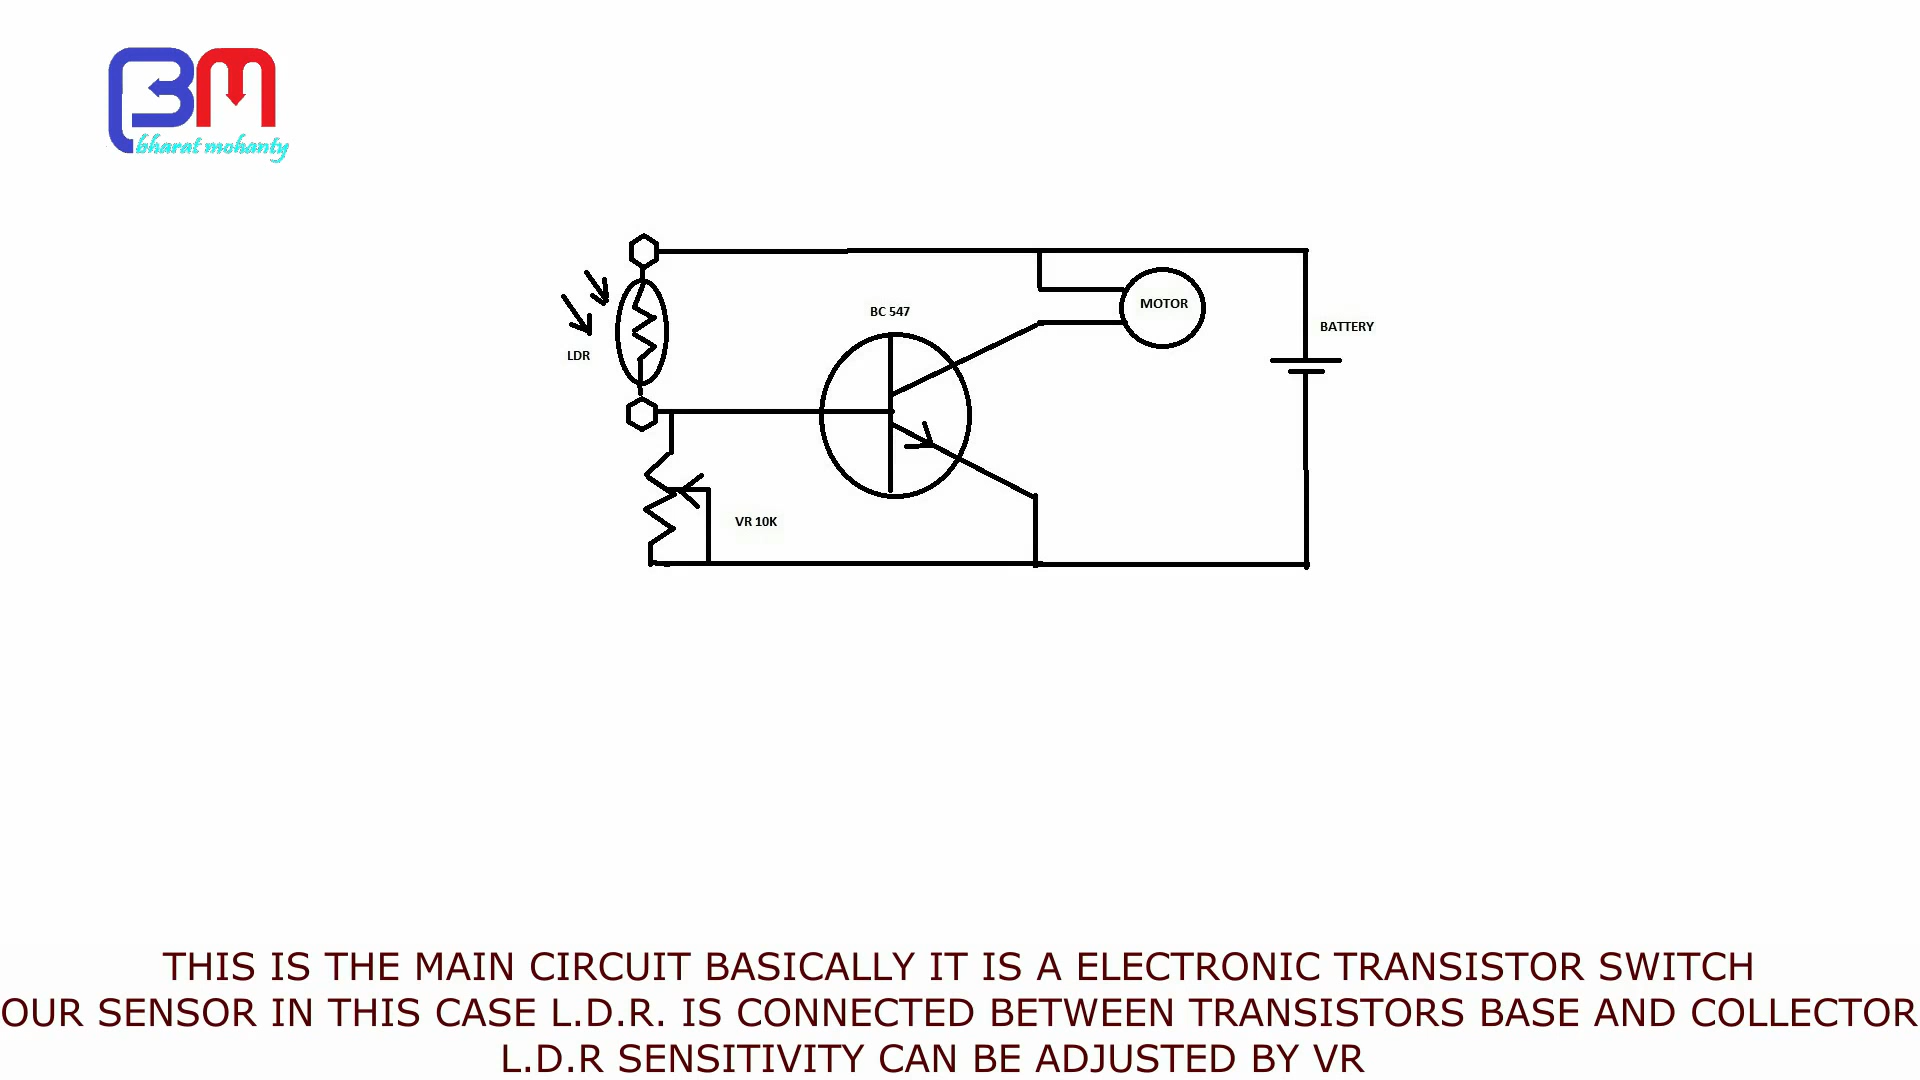 BM
bharat mohanty
BC 547
MOTOR
BATTERY
LDR
VR 10K
THIS IS THE MAIN CIRCUIT BASICALLY IT IS A ELECTRONIC TRANSISTOR SWITCH
OUR SENSOR IN THIS CASE L.D.R. IS CONNECTED BETWEEN TRANSISTORS BASE AND COLLECTOR
L.D.R SENSITIVITY CAN BE ADJUSTED BY VR